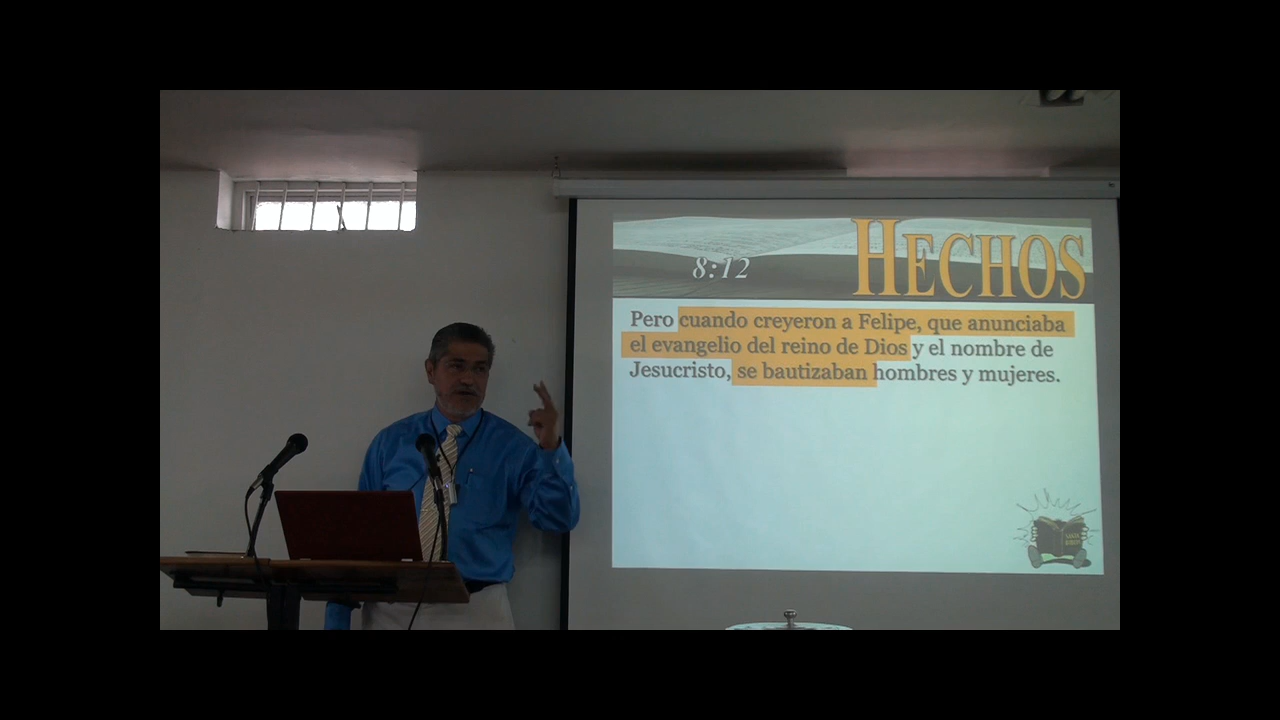 HECHOS
8:12
Pero cuando creyeron a Felipe, que anunciaba
el evangelio del reino de Dios y el nombre de
Jesucristo, se bautizaban hombres y mujeres.